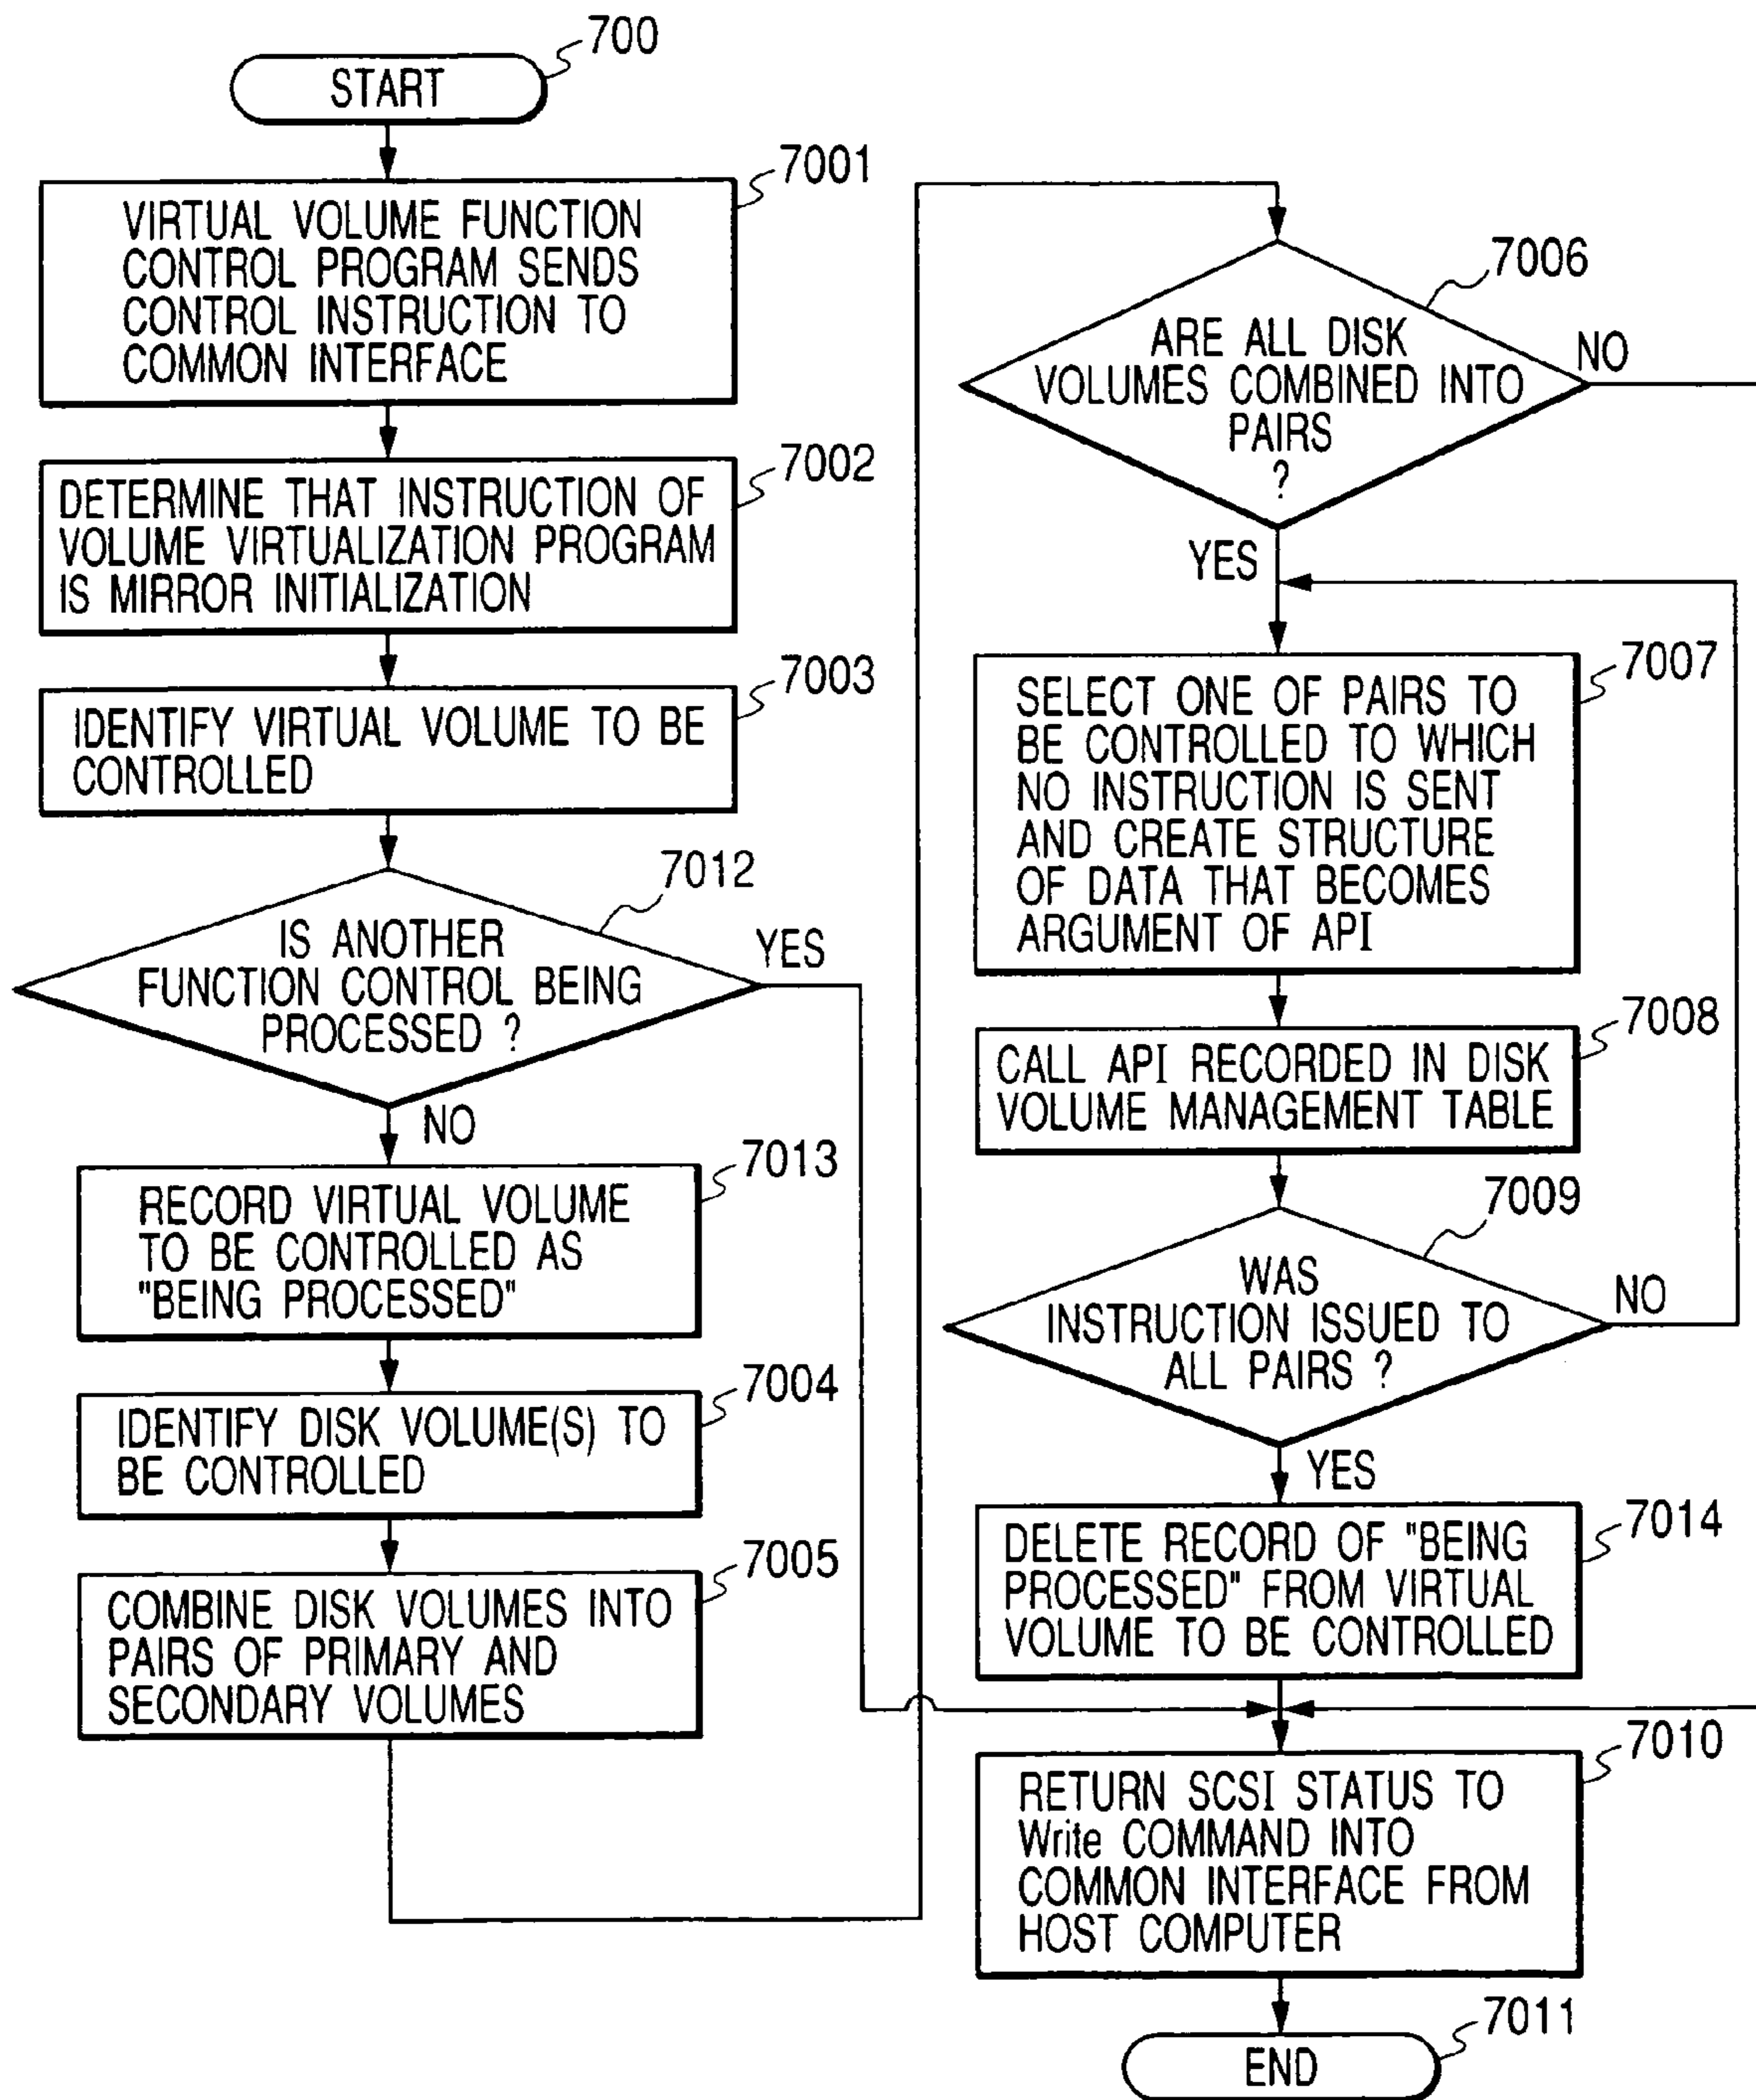 700
START
7001
VIRTUAL VOLUME FUNCTION
CONTROL PROGRAM SENDS
CONTROL INSTRUCTION TO
COMMON INTERFACE
7002
DETERMINE THAT INSTRUCTION OF
VOLUME VIRTUALIZATION PROGRAM
IS MIRROR INITIALIZATION
7003
IDENTIFY VIRTUAL VOLUME TO BE
CONTROLLED
7012
IS ANOTHER
FUNCTION CONTROL BEING
PROCESSED ?
YES
NO
7013
RECORD VIRTUAL VOLUME
TO BE CONTROLLED AS
"BEING PROCESSED"
7004
IDENTIFY DISK VOLUME(S) TO
BE CONTROLLED
7005
COMBINE DISK VOLUMES INTO
PAIRS OF PRIMARY AND
SECONDARY VOLUMES
7006
ARE ALL DISK
VOLUMES COMBINED INTO
PAIRS
?
NO
YES
7007
SELECT ONE OF PAIRS TO
BE CONTROLLED TO WHICH
NO INSTRUCTION IS SENT
AND CREATE STRUCTURE
OF DATA THAT BECOMES
ARGUMENT OF API
7008
CALL API RECORDED IN DISK
VOLUME MANAGEMENT TABLE
7009
WAS
INSTRUCTION ISSUED TO
ALL PAIRS ?
NO
YES
7014
DELETE RECORD OF "BEING
PROCESSED" FROM VIRTUAL
VOLUME TO BE CONTROLLED
7010
RETURN SCSI STATUS TO
Write COMMAND INTO
COMMON INTERFACE FROM
HOST COMPUTER
7011
END